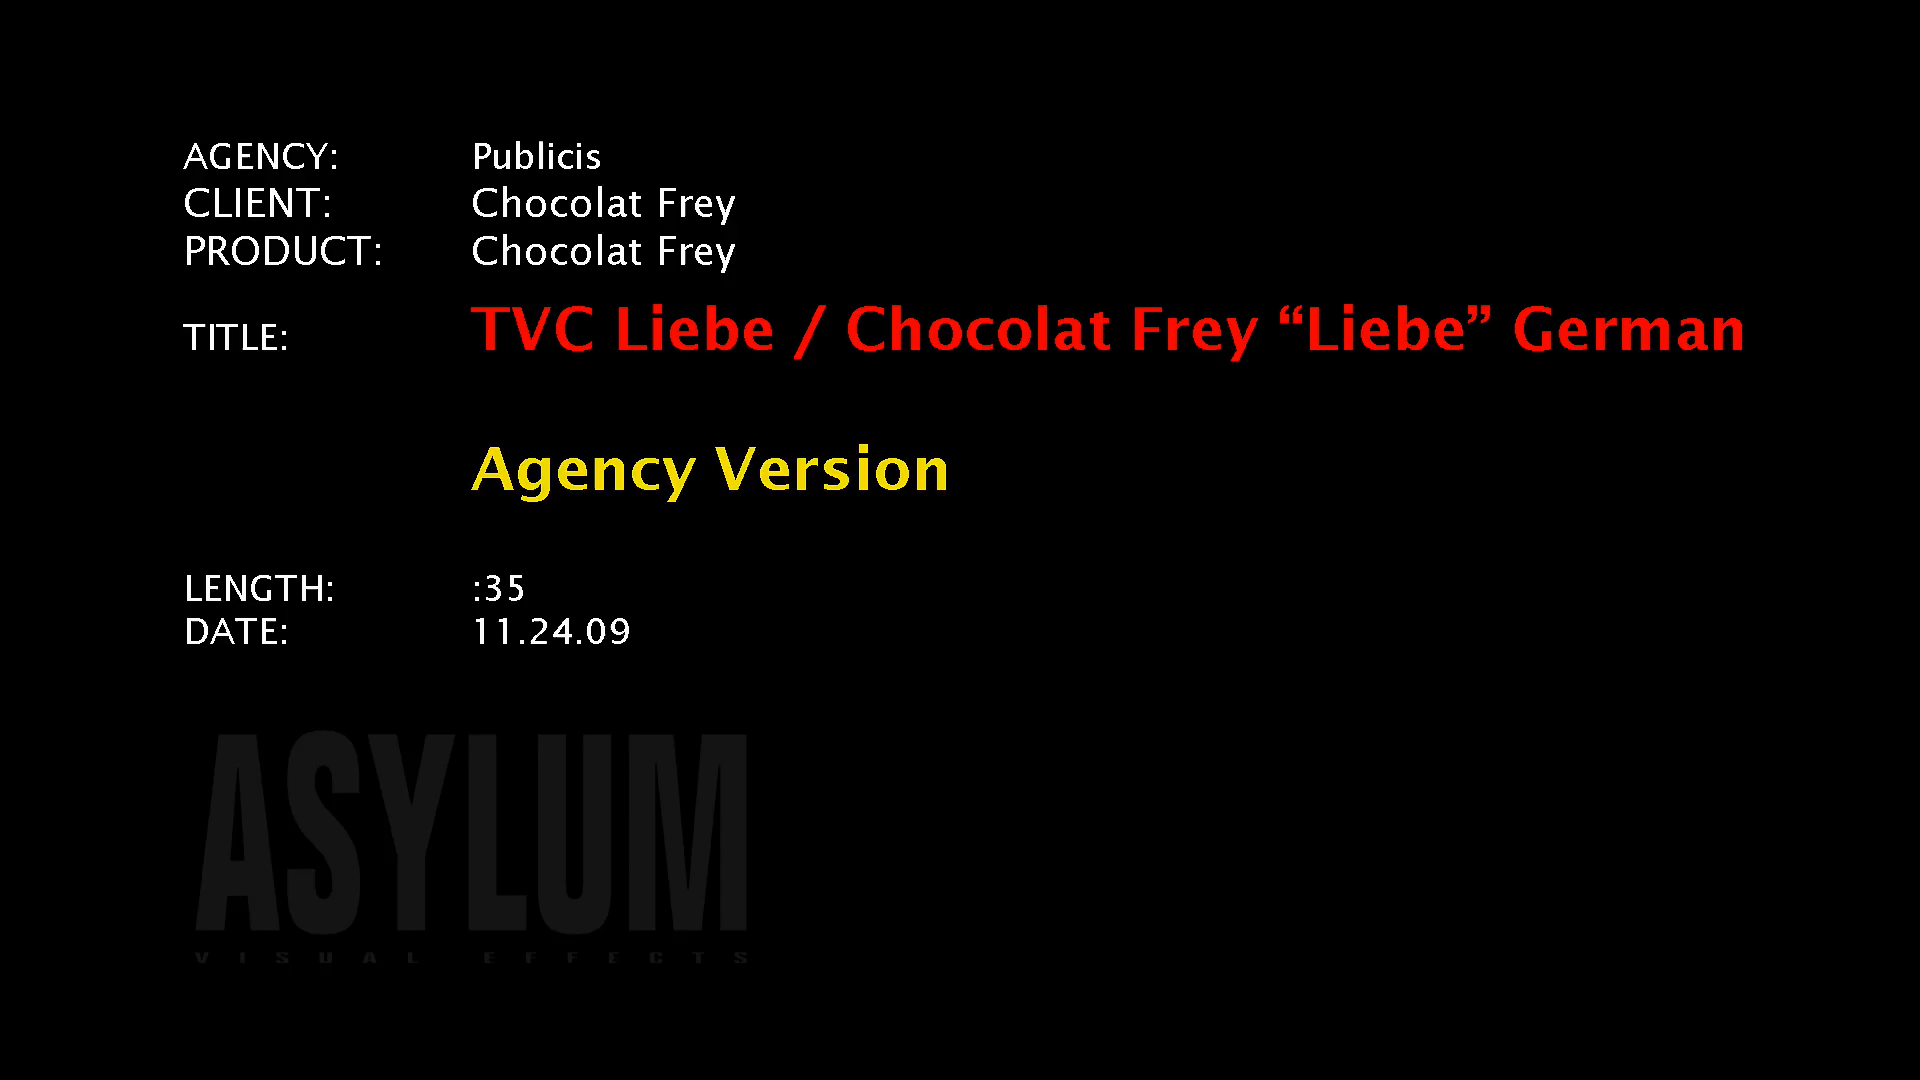 AGENCY: Publicis
CLIENT: Chocolat Frey
PRODUCT: Chocolat Frey
TITLE: TVC Liebe / Chocolat Frey “Liebe” German
Agency Version
LENGTH: :35
DATE: 11.24.09
ASYLUM
VISUAL EFFECTS